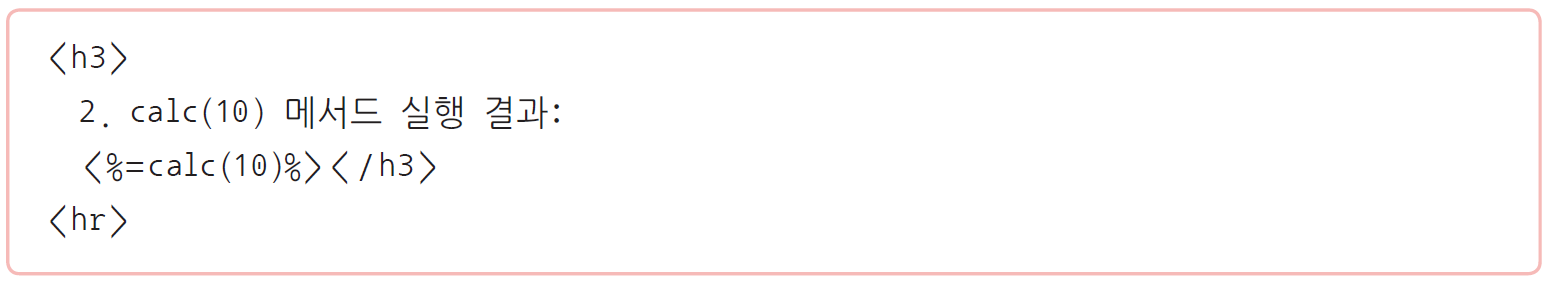 <h3>
2. calc(10) 메서드 실행 결과:
<%=calc(10)%></h3>
<hr>